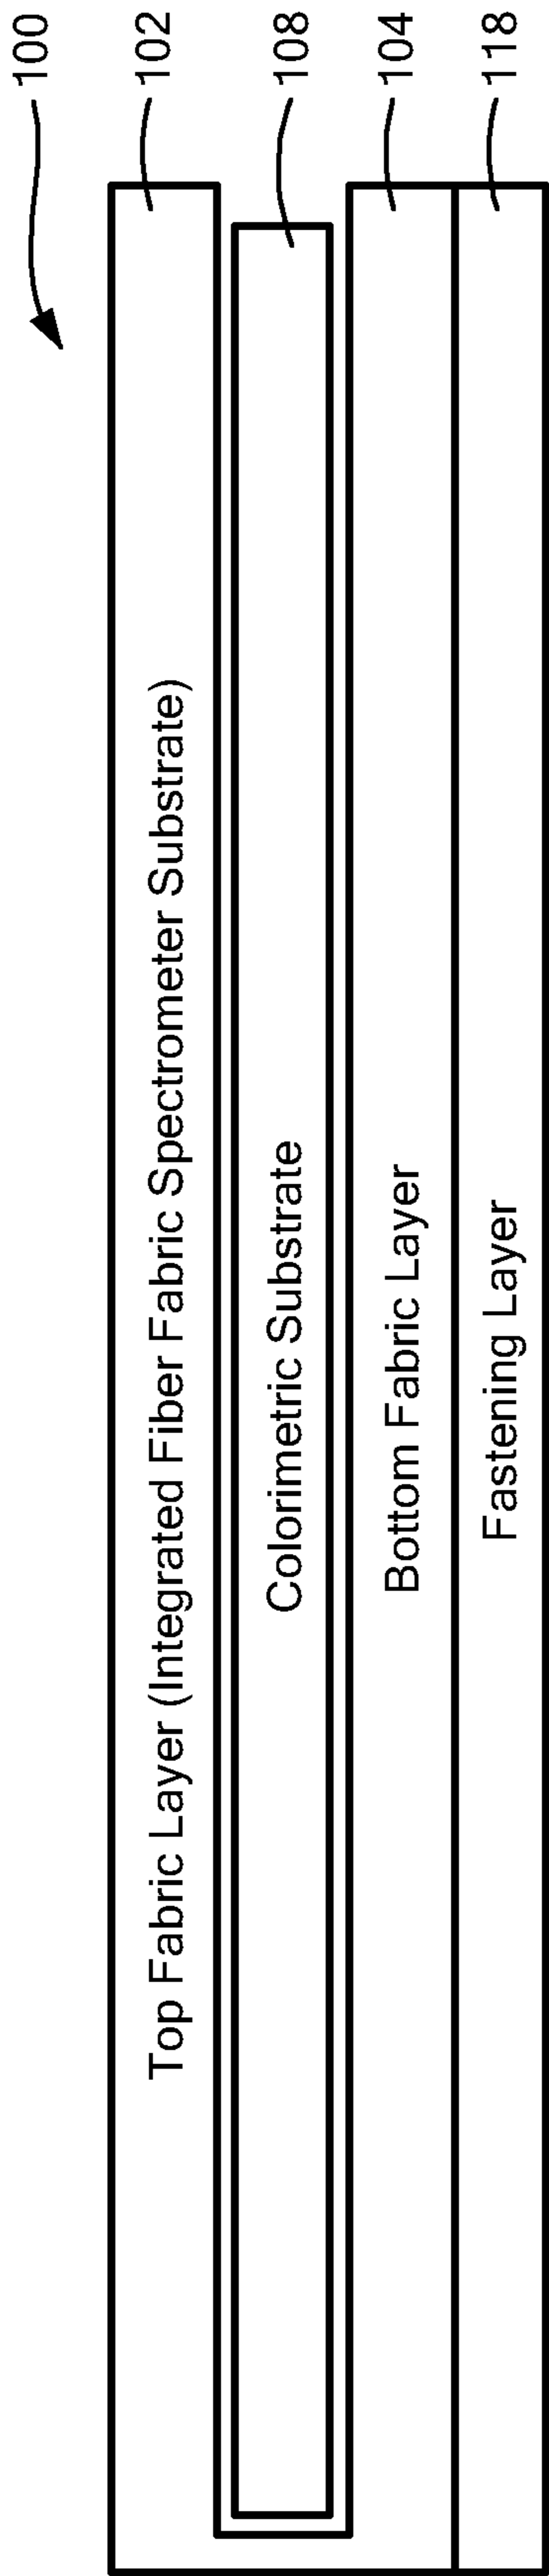 100
102
Top Fabric Layer (Integrated Fiber Fabric Spectrometer Substrate)
108
Colorimetric Substrate
104
Bottom Fabric Layer
118
Fastening Layer